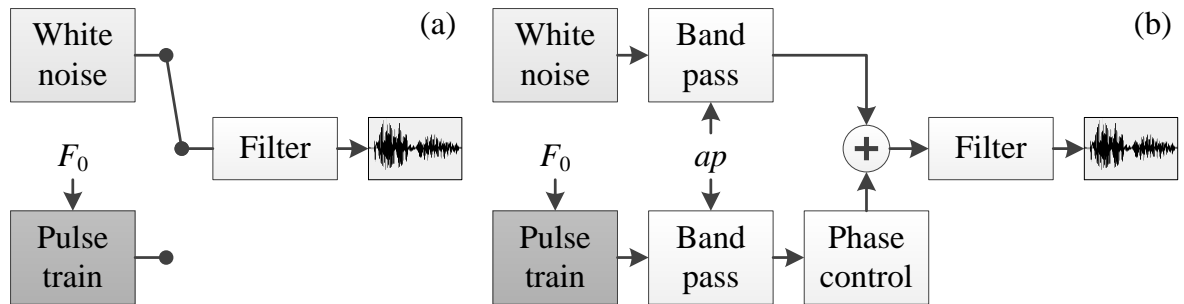 (a)
White
noise
Filter
F₀
Pulse
train
(b)
White
noise
Band
pass
F₀
ap
+
Filter
Pulse
train
Band
pass
Phase
control